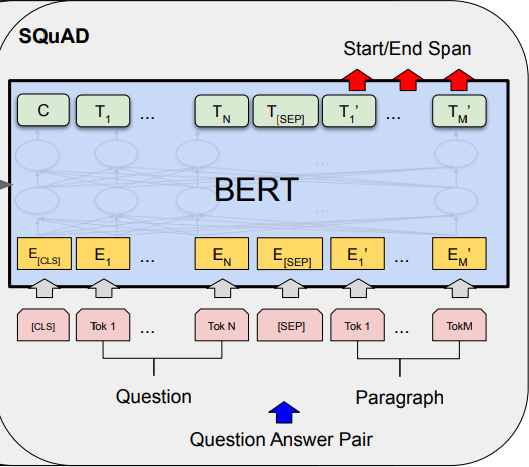 SQuAD
Start/End Span
C T1 ... TN T[SEP] T1' ... TM'
...
BERT
...
E[CLS] E1 ... EN E[SEP] E1' ... EM'
[CLS] Tok 1 ... Tok N [SEP] Tok 1 ... TokM
Question Paragraph
Question Answer Pair